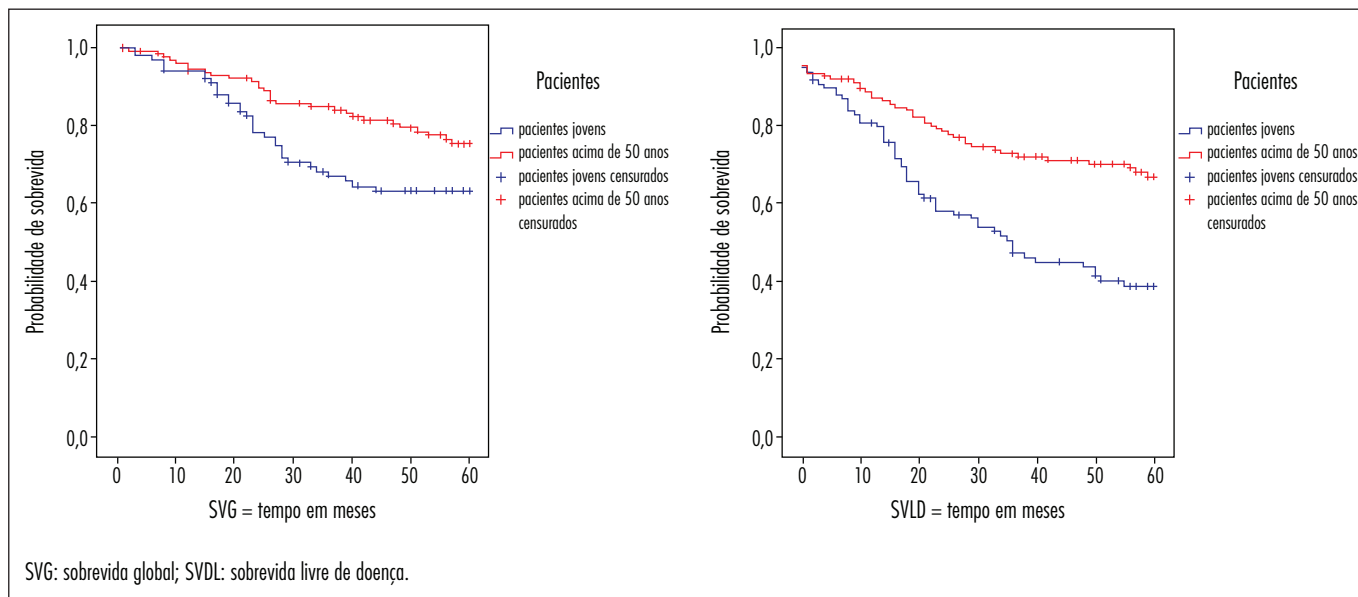 1,0
0,8
0,6
0,4
0,2
0,0
Probabilidade de sobrevida
0 10 20 30 40 50 60
SVG = tempo em meses
Pacientes
pacientes jovens
pacientes acima de 50 anos
pacientes jovens censurados
pacientes acima de 50 anos
censurados
1,0
0,8
0,6
0,4
0,2
0,0
Probabilidade de sobrevida
0 10 20 30 40 50 60
SVLD = tempo em meses
Pacientes
pacientes jovens
pacientes acima de 50 anos
pacientes jovens censurados
pacientes acima de 50 anos
censurados
SVG: sobrevida global; SVDL: sobrevida livre de doença.